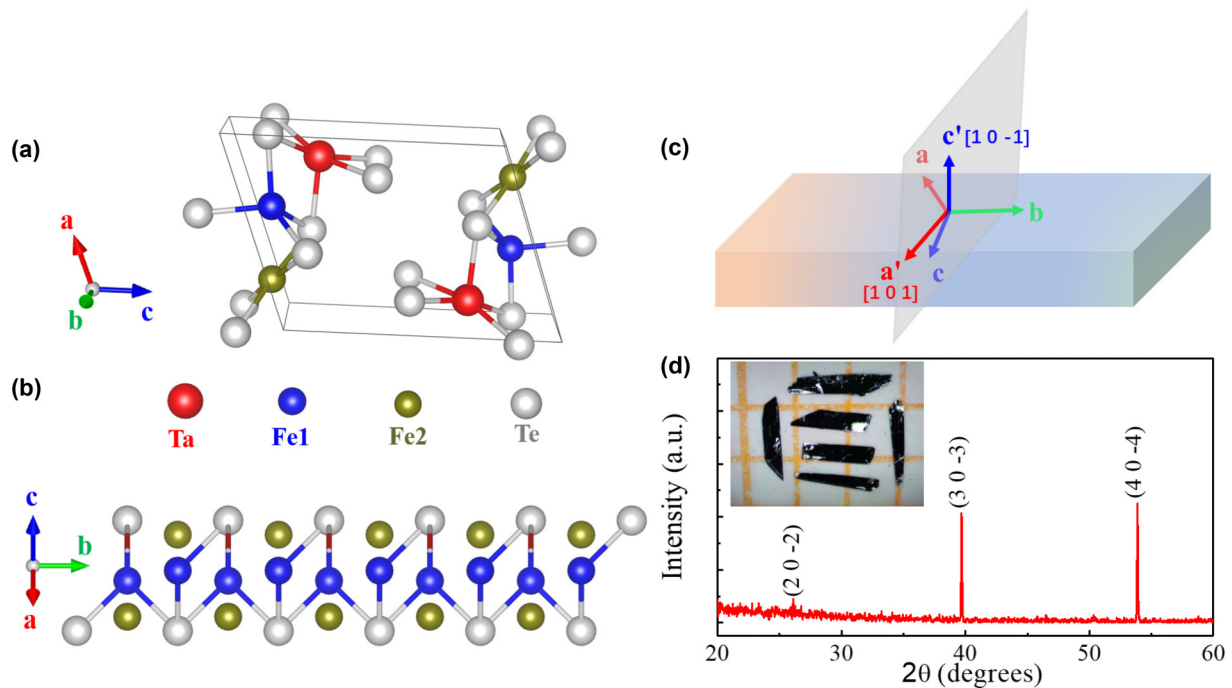 (a)
a
b
c
Ta
Fe1
Fe2
Te
(b)
c
b
a
(c)
c' [1 0 -1]
a
b
a'
[1 0 1]
c
(d)
Intensity (a.u.)
(2 0 -2)
(3 0 -3)
(4 0 -4)
20
30
40
50
60
2θ (degrees)